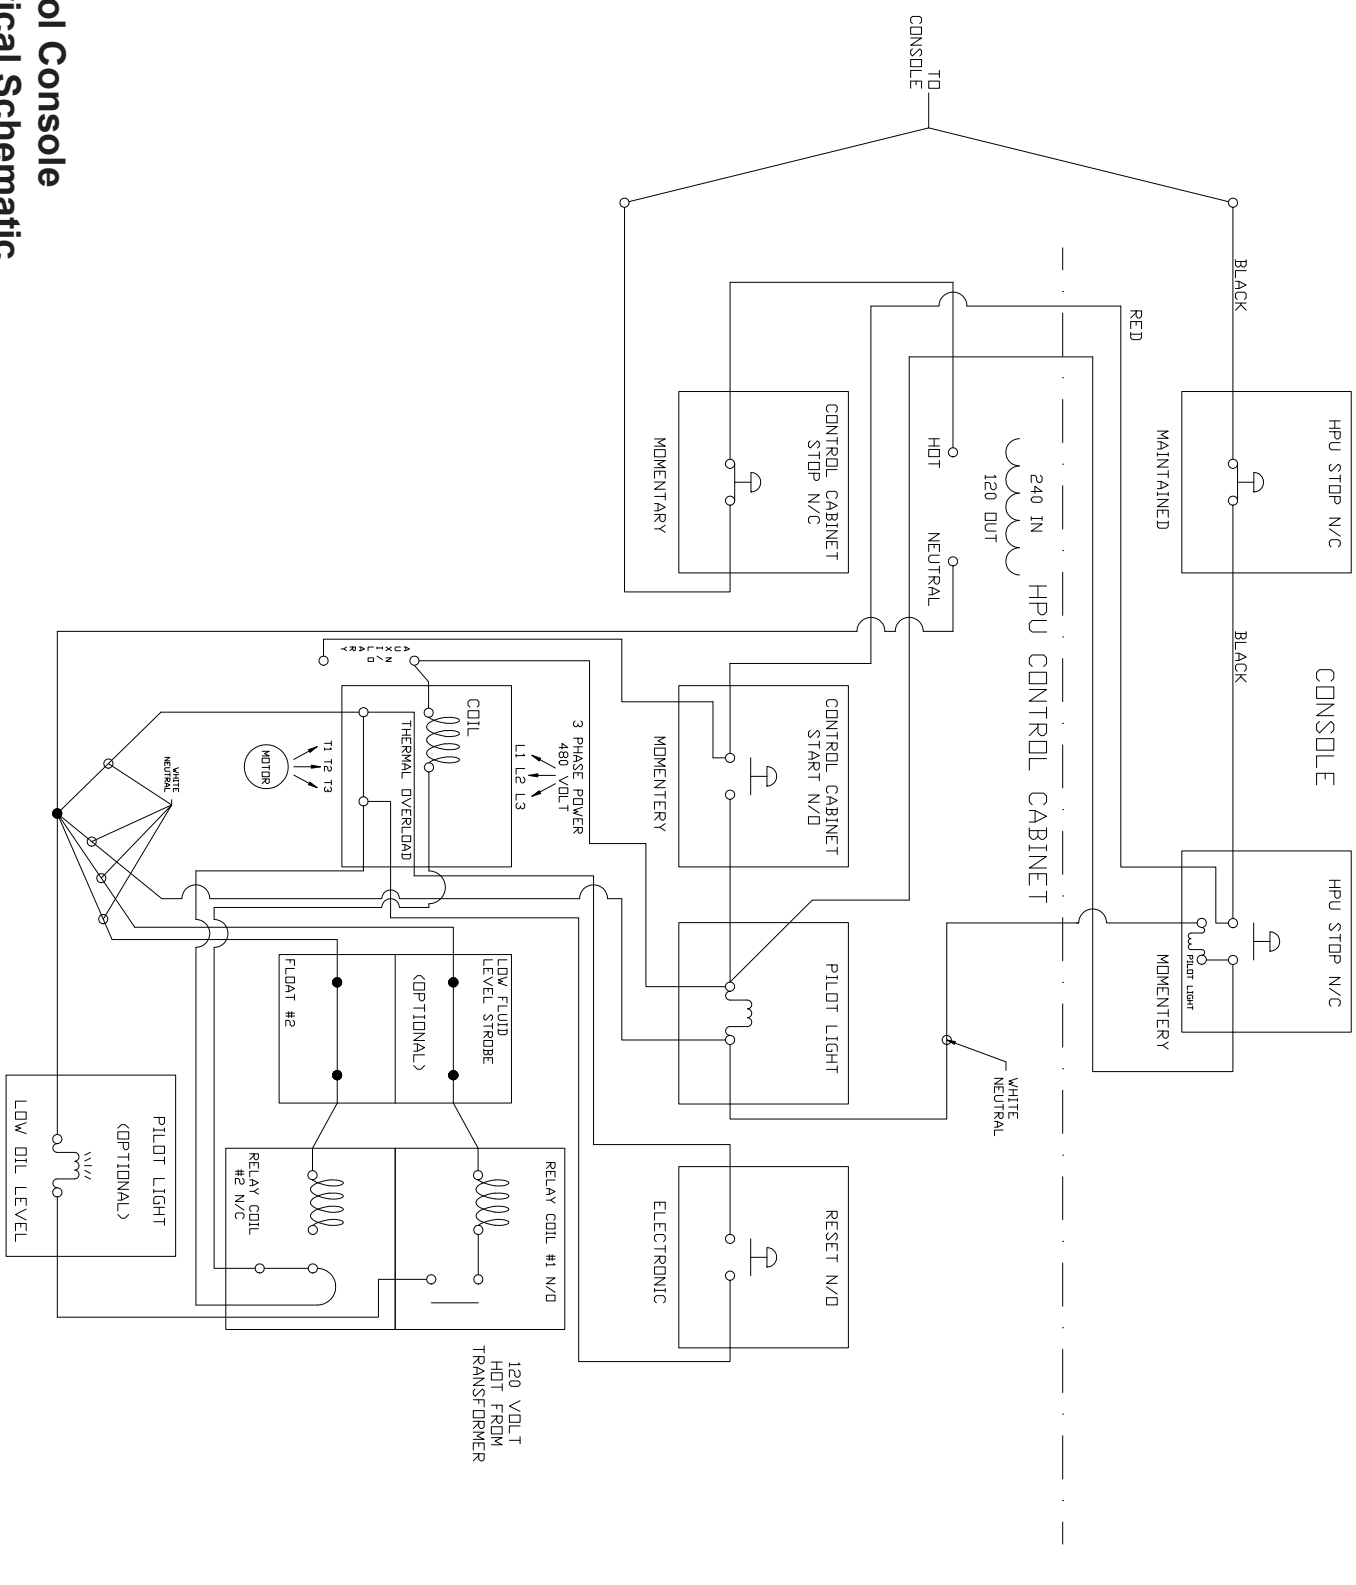 ol Console
ical Schematic
TO
CONSOLE
BLACK
HPU STOP N/C
MAINTAINED
BLACK
CONSOLE
HPU STOP N/C
PILOT LIGHT
MOMENTERY
RED
240 IN
120 OUT
HPU CONTROL CABINET
HOT
NEUTRAL
WHITE
NEUTRAL
CONTROL CABINET
STOP N/C
MOMENTARY
CONTROL CABINET
START N/O
MOMENTERY
PILOT LIGHT
RESET N/O
ELECTRONIC
3 PHASE POWER
480 VOLT
L1 L2 L3
COIL
THERMAL OVERLOAD
AUXILARY
N/O
T1 T2 T3
MOTOR
WHITE
NEUTRAL
LOW FLUID
LEVEL STROBE
(OPTIONAL)
FLOAT #2
RELAY COIL #1 N/O
RELAY COIL
#2 N/C
120 VOLT
HOT FROM
TRANSFORMER
PILOT LIGHT
(OPTIONAL)
LOW OIL LEVEL